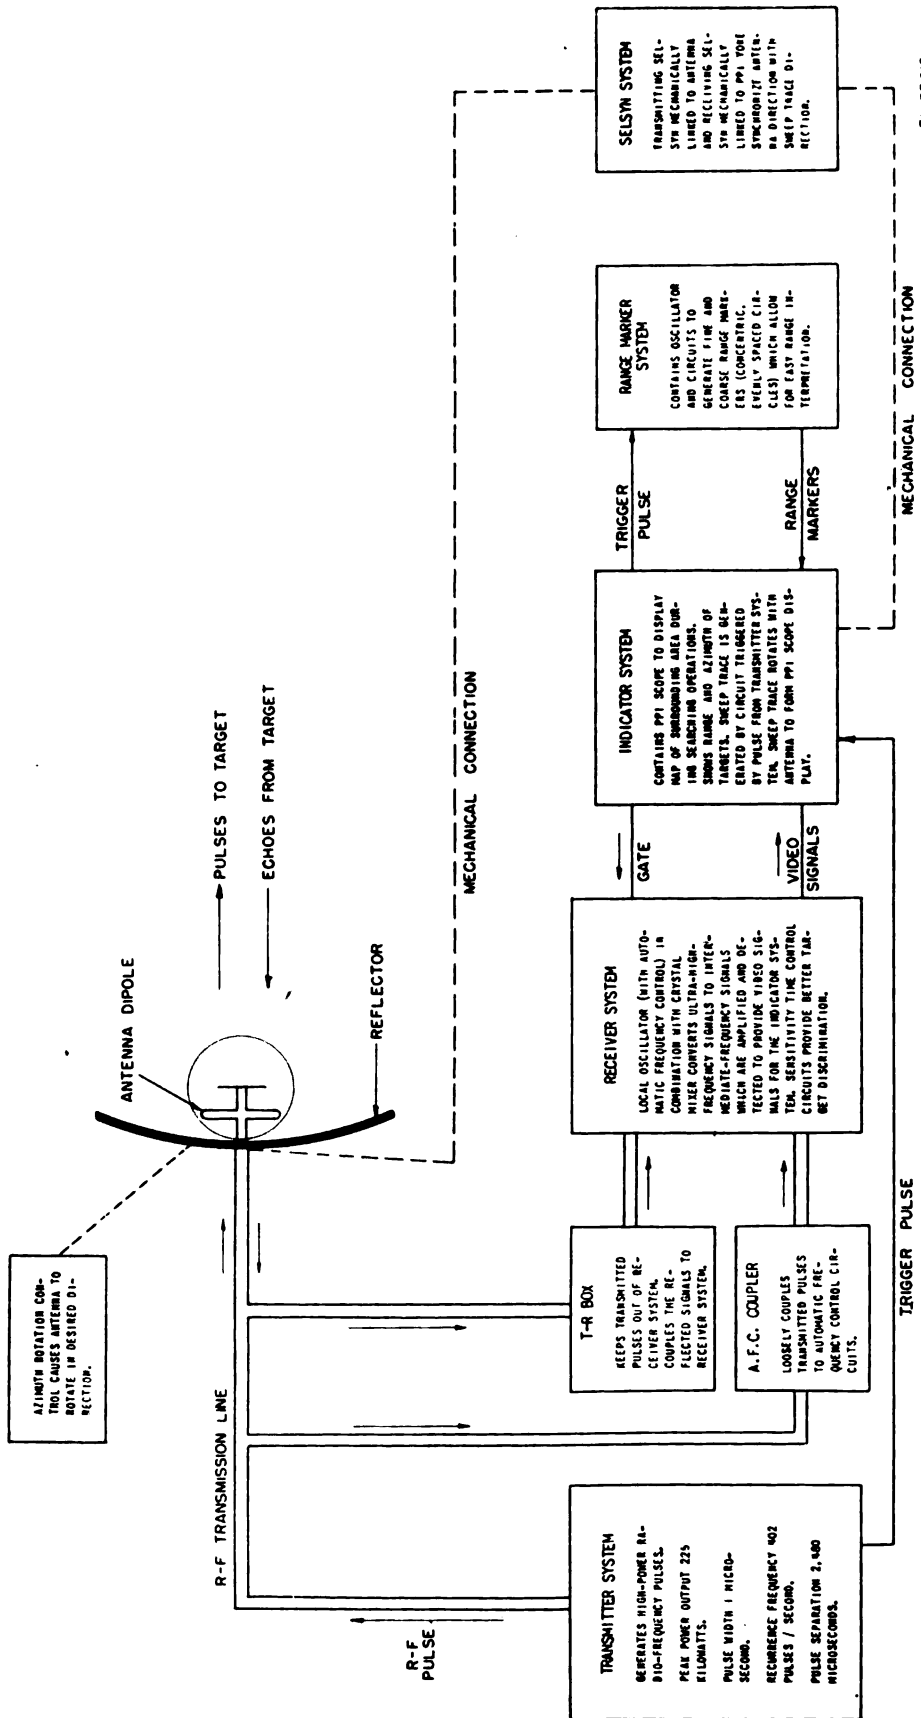 AZIMUTH ROTATION CON-
TROL CAUSES ANTENNA TO
ROTATE IN DESIRED DI-
RECTION.
ANTENNA DIPOLE
PULSES TO TARGET
ECHOES FROM TARGET
REFLECTOR
R-F TRANSMISSION LINE
MECHANICAL CONNECTION
R-F
PULSE
TRANSMITTER SYSTEM
GENERATES HIGH-POWER RA-
DIO-FREQUENCY PULSES.
PEAK POWER OUTPUT 225
KILOWATTS.
PULSE WIDTH 1 MICRO-
SECOND.
RECURRENCE FREQUENCY 402
PULSES / SECOND.
PULSE SEPARATION 2,480
MICROSECONDS.
T-R BOX
KEEPS TRANSMITTED
PULSES OUT OF RE-
CEIVER SYSTEM.
COUPLES THE RE-
FLECTED SIGNALS TO
RECEIVER SYSTEM.
A.F.C. COUPLER
LOOSELY COUPLES
TRANSMITTED PULSES
TO AUTOMATIC FRE-
QUENCY CONTROL CIR-
CUITS.
RECEIVER SYSTEM
LOCAL OSCILLATOR (WITH AUTO-
MATIC FREQUENCY CONTROL) IN
COMBINATION WITH CRYSTAL
MIXER CONVERTS ULTRA-HIGH-
FREQUENCY SIGNALS TO INTER-
MEDIATE-FREQUENCY SIGNALS
WHICH ARE AMPLIFIED AND DE-
TECTED TO PROVIDE VIDEO SIG-
NALS FOR THE INDICATOR SYS-
TEM. SENSITIVITY TIME CONTROL
CIRCUITS PROVIDE BETTER TAR-
GET DISCRIMINATION.
GATE
VIDEO
SIGNALS
INDICATOR SYSTEM
CONTAINS PPI SCOPE TO DISPLAY
MAP OF SURROUNDING AREA DUR-
ING SEARCHING OPERATIONS.
SHOWS RANGE AND AZIMUTH OF
TARGETS. SWEEP TRACE IS GEN-
ERATED BY CIRCUIT TRIGGERED
BY PULSE FROM TRANSMITTER SYS-
TEM. SWEEP TRACE ROTATES WITH
ANTENNA TO FORM PPI SCOPE DIS-
PLAY.
TRIGGER
PULSE
RANGE
MARKERS
RANGE MARKER
SYSTEM
CONTAINS OSCILLATOR
AND CIRCUITS TO
GENERATE FINE AND
COARSE RANGE MARK-
ERS (CONCENTRIC,
EVENLY SPACED CIR-
CLES) WHICH ALLOW
FOR EASY RANGE IN-
TERPRETATION.
SELSYN SYSTEM
TRANSMITTING SEL-
SYN MECHANICALLY
LINKED TO ANTENNA
AND RECEIVING SEL-
SYN MECHANICALLY
LINKED TO PPI YOKE
SYNCHRONIZE ANTEN-
NA DIRECTION WITH
SWEEP TRACE DI-
RECTION.
TRIGGER PULSE
MECHANICAL CONNECTION